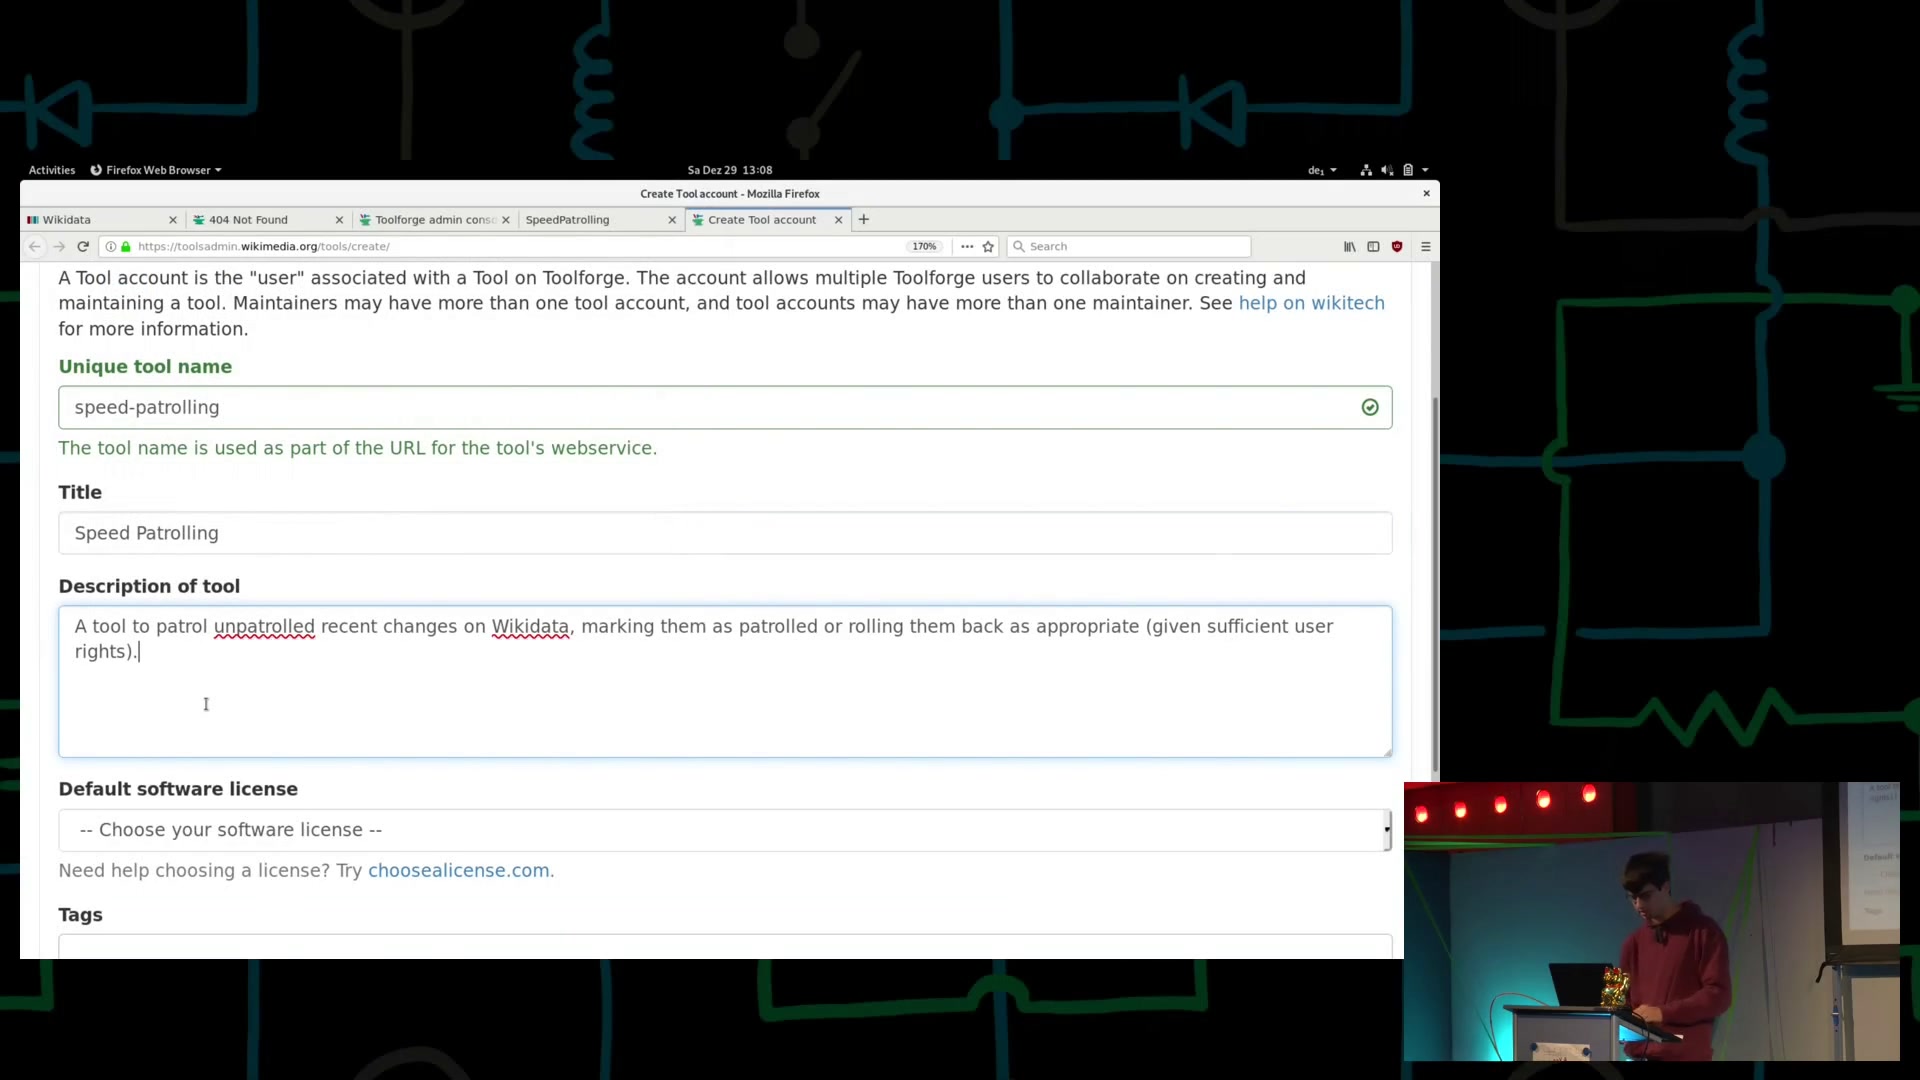 Activities Firefox Web Browser Sa Dez 29 13:08 de₁
Create Tool account - Mozilla Firefox
Wikidata 404 Not Found Toolforge admin conso SpeedPatrolling Create Tool account
https://toolsadmin.wikimedia.org/tools/create/ 170% Search
A Tool account is the "user" associated with a Tool on Toolforge. The account allows multiple Toolforge users to collaborate on creating and
maintaining a tool. Maintainers may have more than one tool account, and tool accounts may have more than one maintainer. See help on wikitech
for more information.
Unique tool name
speed-patrolling
The tool name is used as part of the URL for the tool's webservice.
Title
Speed Patrolling
Description of tool
A tool to patrol unpatrolled recent changes on Wikidata, marking them as patrolled or rolling them back as appropriate (given sufficient user
rights).
Default software license
-- Choose your software license --
Need help choosing a license? Try choosealicense.com.
Tags